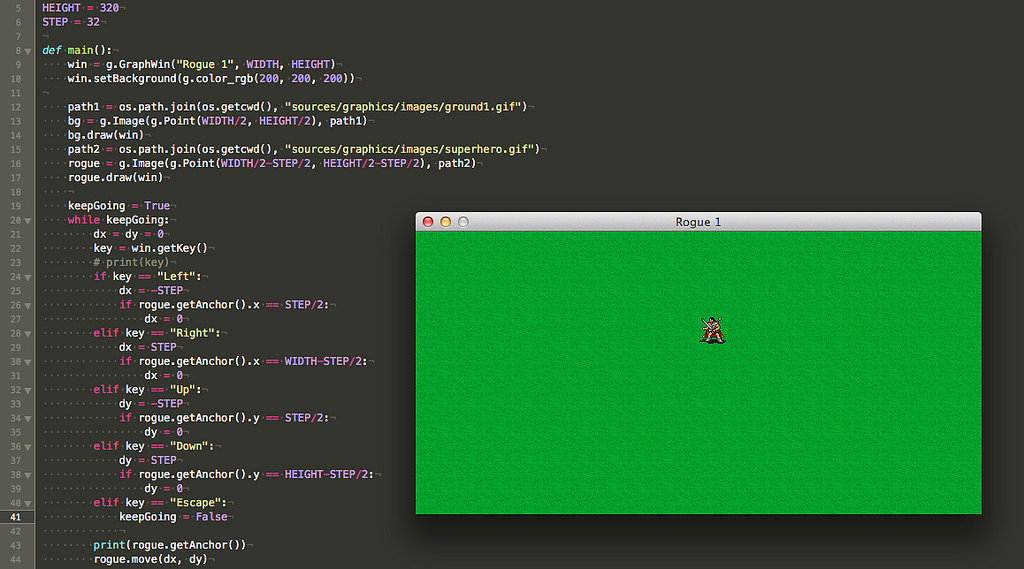 5 HEIGHT = 320
6 STEP = 32
7
8 def main():
9 win = g.GraphWin("Rogue 1", WIDTH, HEIGHT)
10 win.setBackground(g.color_rgb(200, 200, 200))
11
12 path1 = os.path.join(os.getcwd(), "sources/graphics/images/ground1.gif")
13 bg = g.Image(g.Point(WIDTH/2, HEIGHT/2), path1)
14 bg.draw(win)
15 path2 = os.path.join(os.getcwd(), "sources/graphics/images/superhero.gif")
16 rogue = g.Image(g.Point(WIDTH/2-STEP/2, HEIGHT/2-STEP/2), path2)
17 rogue.draw(win)
18
19 keepGoing = True
20 while keepGoing:
21 dx = dy = 0
22 key = win.getKey()
23 # print(key)
24 if key == "Left":
25 dx = -STEP
26 if rogue.getAnchor().x == STEP/2:
27 dx = 0
28 elif key == "Right":
29 dx = STEP
30 if rogue.getAnchor().x == WIDTH-STEP/2:
31 dx = 0
32 elif key == "Up":
33 dy = -STEP
34 if rogue.getAnchor().y == STEP/2:
35 dy = 0
36 elif key == "Down":
37 dy = STEP
38 if rogue.getAnchor().y == HEIGHT-STEP/2:
39 dy = 0
40 elif key == "Escape":
41 keepGoing = False
42
43 print(rogue.getAnchor())
44 rogue.move(dx, dy)
Rogue 1